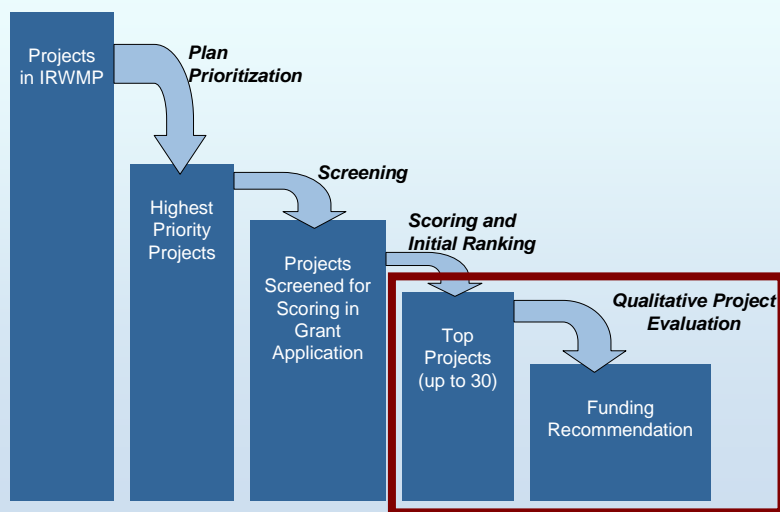 Projects
in IRWMP
Plan
Prioritization
Highest
Priority
Projects
Screening
Projects
Screened for
Scoring in
Grant
Application
Scoring and
Initial Ranking
Top
Projects
(up to 30)
Qualitative Project
Evaluation
Funding
Recommendation